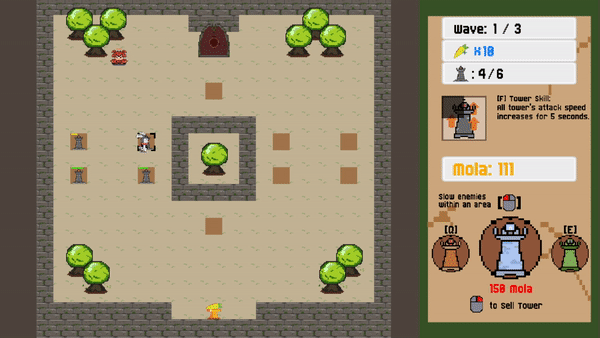 Wave: 1 / 3
x10
: 4/6
[F] Tower Skill:
All tower's attack speed
increases for 5 seconds.
Mola: 111
Slow enemies
within an area
[Q]
[E]
150 Mola
to Sell Tower